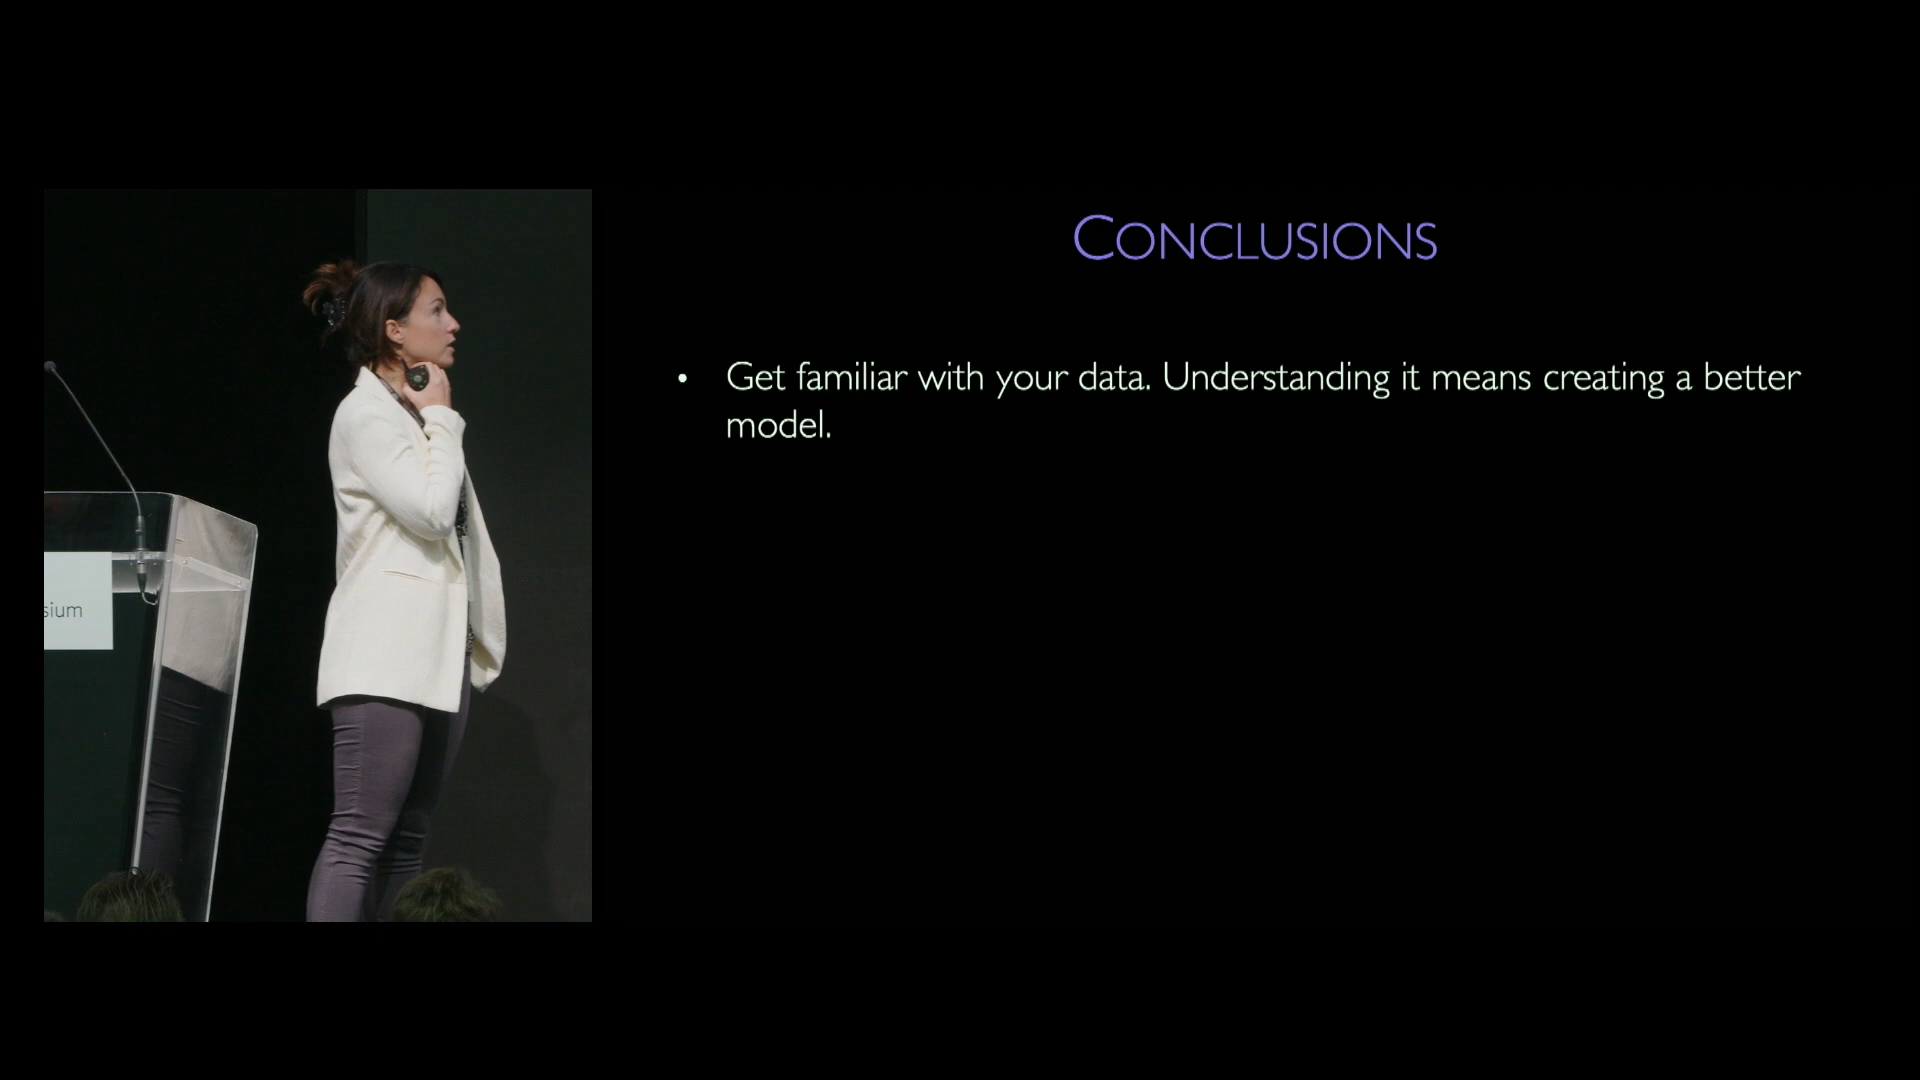 CONCLUSIONS
• Get familiar with your data. Understanding it means creating a better
model.
sium